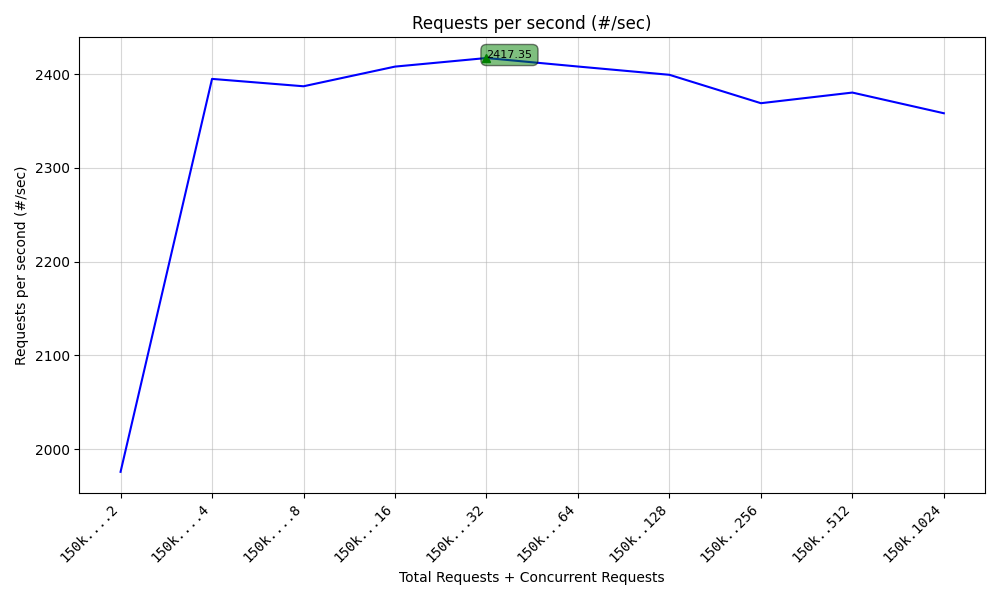 Requests per second (#/sec)
2417.35
2400
2300
2200
2100
2000
Requests per second (#/sec)
150k....2
150k....4
150k....8
150k...16
150k...32
150k...64
150k..128
150k..256
150k..512
150k.1024
Total Requests + Concurrent Requests